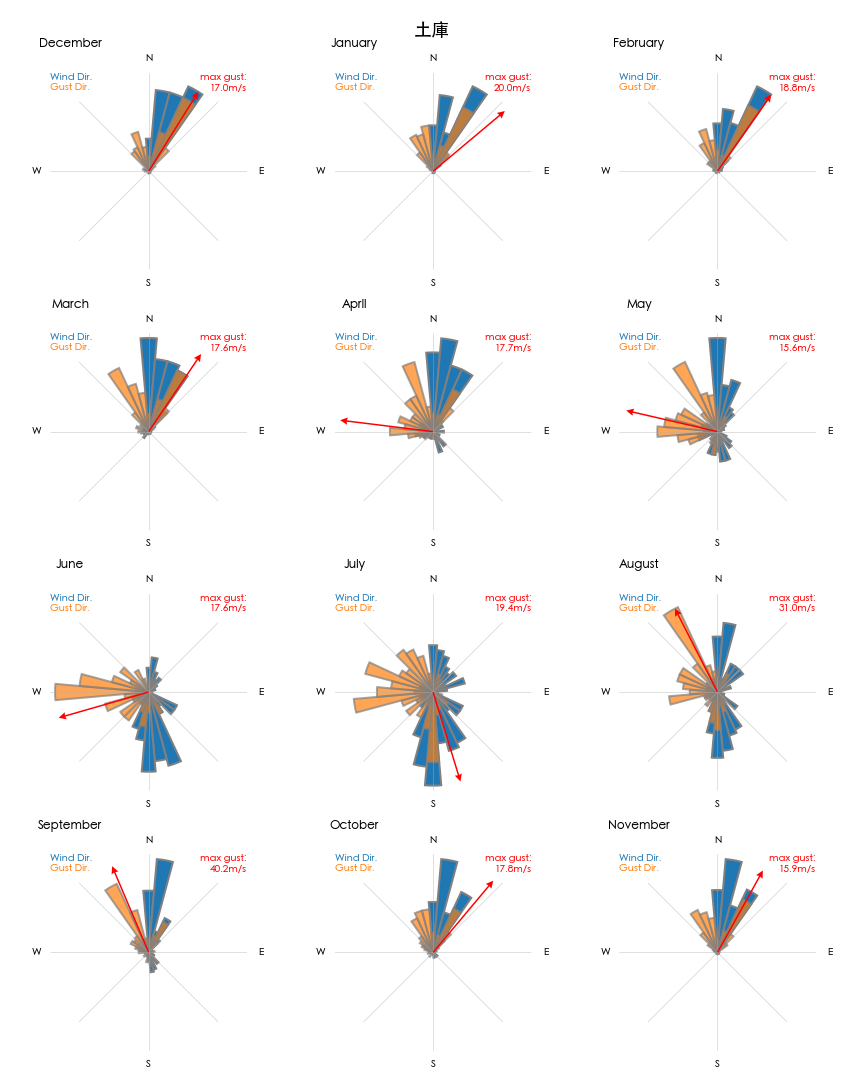 土庫
December
N
Wind Dir.
Gust Dir.
max gust:
17.0m/s
W
E
S
January
N
Wind Dir.
Gust Dir.
max gust:
20.0m/s
W
E
S
February
N
Wind Dir.
Gust Dir.
max gust:
18.8m/s
W
E
S
March
N
Wind Dir.
Gust Dir.
max gust:
17.6m/s
W
E
S
April
N
Wind Dir.
Gust Dir.
max gust:
17.7m/s
W
E
S
May
N
Wind Dir.
Gust Dir.
max gust:
15.6m/s
W
E
S
June
N
Wind Dir.
Gust Dir.
max gust:
17.6m/s
W
E
S
July
N
Wind Dir.
Gust Dir.
max gust:
19.4m/s
W
E
S
August
N
Wind Dir.
Gust Dir.
max gust:
31.0m/s
W
E
S
September
N
Wind Dir.
Gust Dir.
max gust:
40.2m/s
W
E
S
October
N
Wind Dir.
Gust Dir.
max gust:
17.8m/s
W
E
S
November
N
Wind Dir.
Gust Dir.
max gust:
15.9m/s
W
E
S